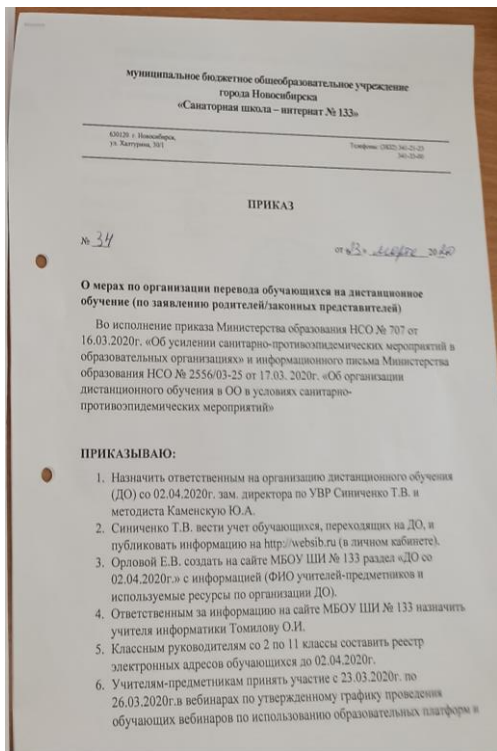 муниципальное бюджетное общеобразовательное учреждение
города Новосибирска
«Санаторная школа – интернат № 133»
630120 г. Новосибирск,
ул. Халтурина, 30/1
Телефоны: (3822) 341-21-23
341-33-00
ПРИКАЗ
№ 34
от «23» марта 2020
О мерах по организации перевода обучающихся на дистанционное
обучение (по заявлению родителей/законных представителей)
Во исполнение приказа Министерства образования НСО № 707 от
16.03.2020г. «Об усилении санитарно-противоэпидемических мероприятий в
образовательных организациях» и информационного письма Министерства
образования НСО № 2556/03-25 от 17.03. 2020г. «Об организации
дистанционного обучения в ОО в условиях санитарно-
противоэпидемических мероприятий»
ПРИКАЗЫВАЮ:
1. Назначить ответственным на организацию дистанционного обучения
(ДО) со 02.04.2020г. зам. директора по УВР Синиченко Т.В. и
методиста Каменскую Ю.А.
2. Синиченко Т.В. вести учет обучающихся, переходящих на ДО, и
публиковать информацию на http://websib.ru (в личном кабинете).
3. Орловой Е.В. создать на сайте МБОУ ШИ № 133 раздел «ДО со
02.04.2020г.» с информацией (ФИО учителей-предметников и
используемые ресурсы по организации ДО).
4. Ответственным за информацию на сайте МБОУ ШИ № 133 назначить
учителя информатики Томилову О.И.
5. Классным руководителям со 2 по 11 классы составить реестр
электронных адресов обучающихся до 02.04.2020г.
6. Учителям-предметникам принять участие с 23.03.2020г. по
26.03.2020г.в вебинарах по утвержденному графику проведения
обучающих вебинаров по использованию образовательных платформ и